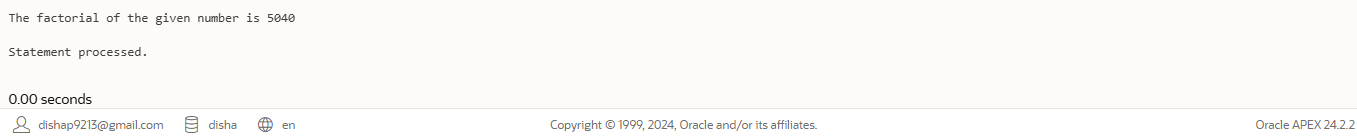 The factorial of the given number is 5040
Statement processed.
0.00 seconds
dishap9213@gmail.com disha en Copyright © 1999, 2024, Oracle and/or its affiliates. Oracle APEX 24.2.2